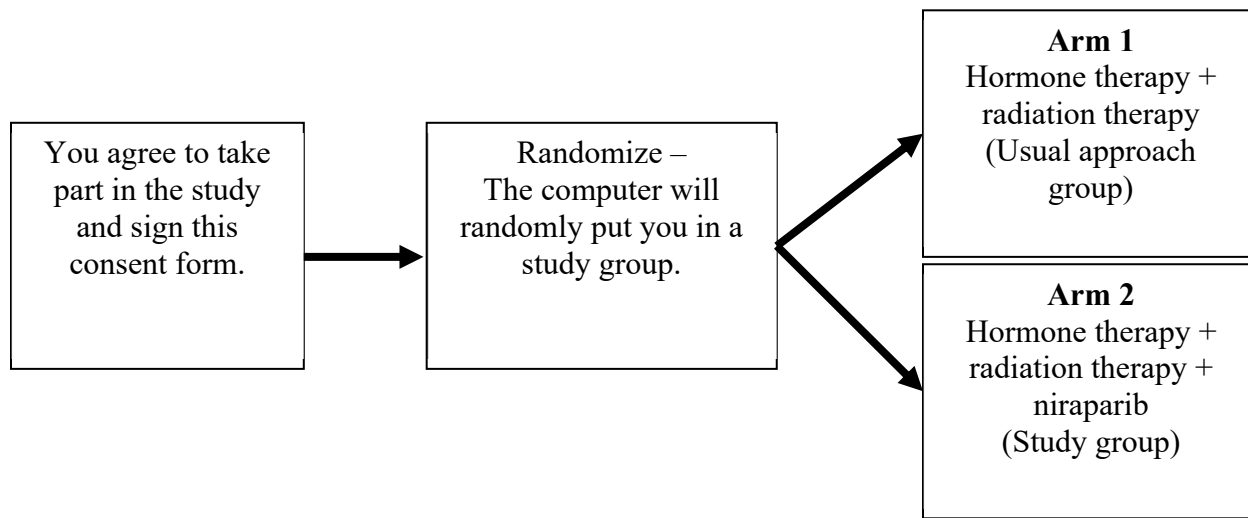 You agree to take
part in the study
and sign this
consent form.
Randomize –
The computer will
randomly put you in a
study group.
Arm 1
Hormone therapy +
radiation therapy
(Usual approach
group)
Arm 2
Hormone therapy +
radiation therapy +
niraparib
(Study group)